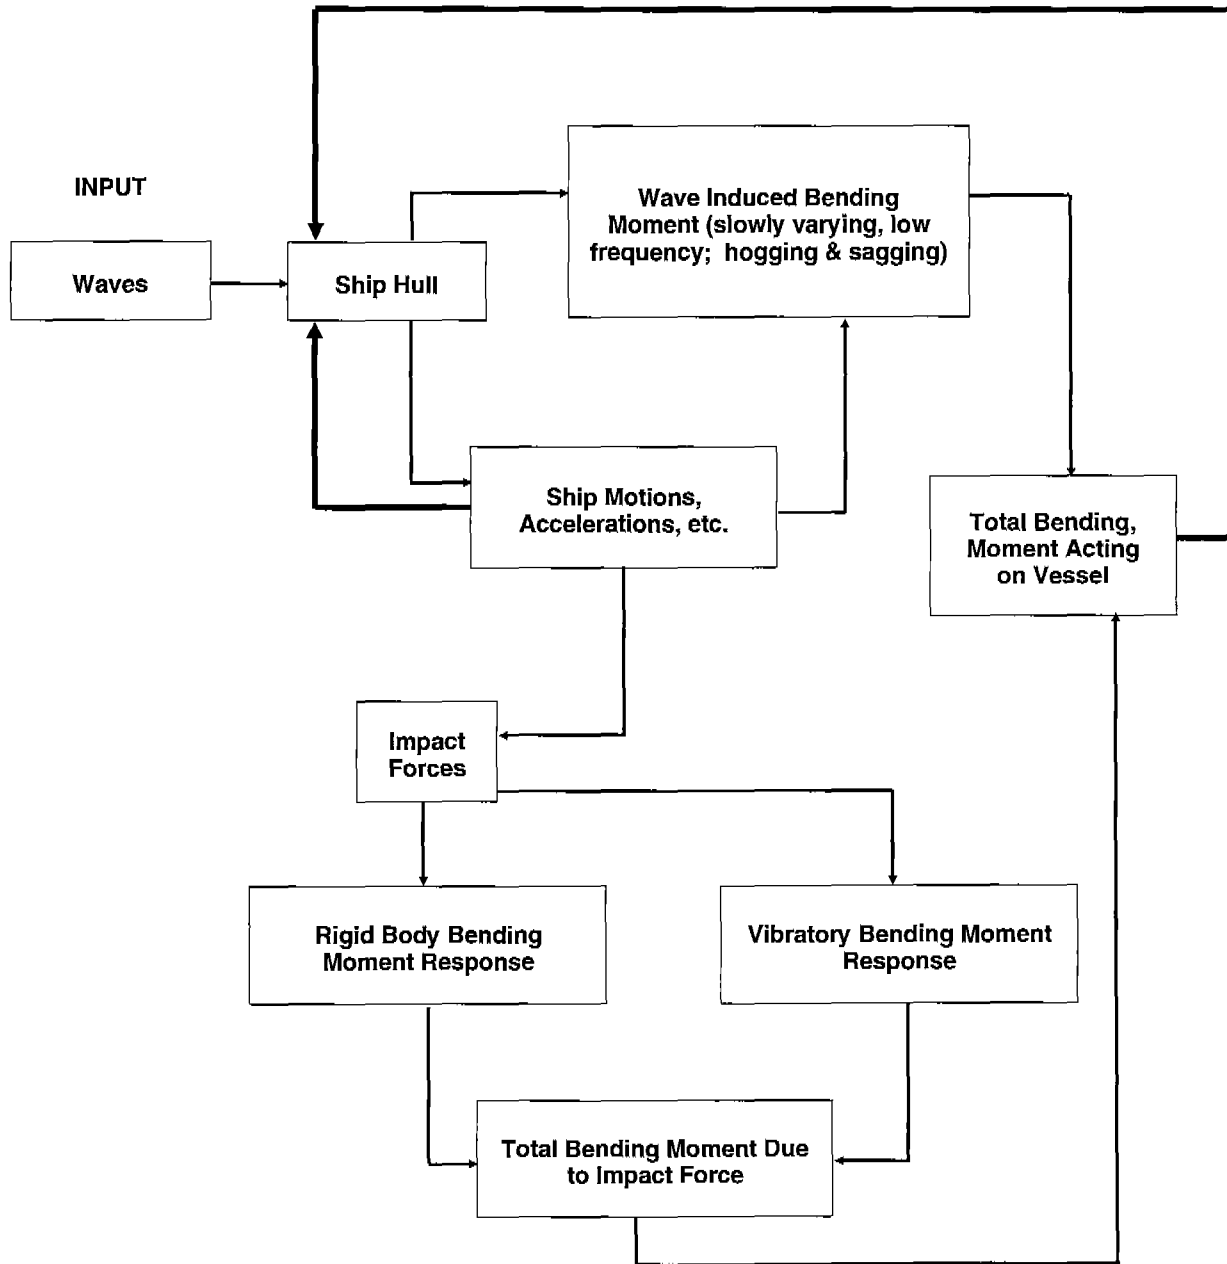 INPUT
Waves
Ship Hull
Wave Induced Bending
Moment (slowly varying, low
frequency; hogging & sagging)
Ship Motions,
Accelerations, etc.
Total Bending,
Moment Acting
on Vessel
Impact
Forces
Rigid Body Bending
Moment Response
Vibratory Bending Moment
Response
Total Bending Moment Due
to Impact Force